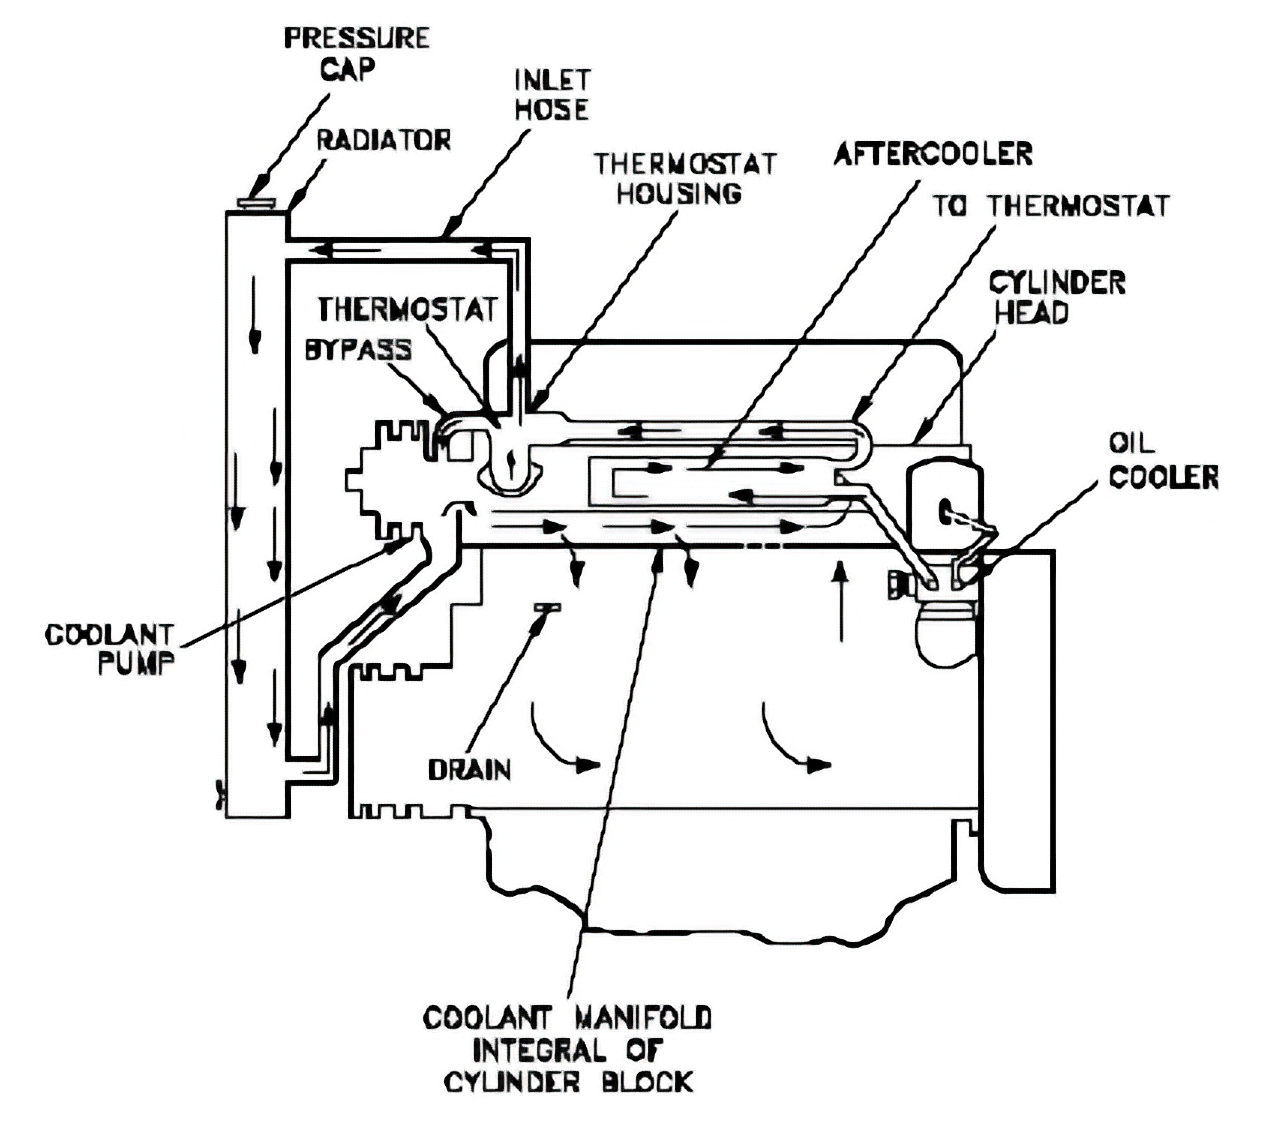 PRESSURE
CAP
INLET
HOSE
RADIATOR
THERMOSTAT
HOUSING
AFTERCOOLER
TO THERMOSTAT
CYLINDER
HEAD
THERMOSTAT
BYPASS
OIL
COOLER
COOLANT
PUMP
DRAIN
COOLANT MANIFOLD
INTEGRAL OF
CYLINDER BLOCK